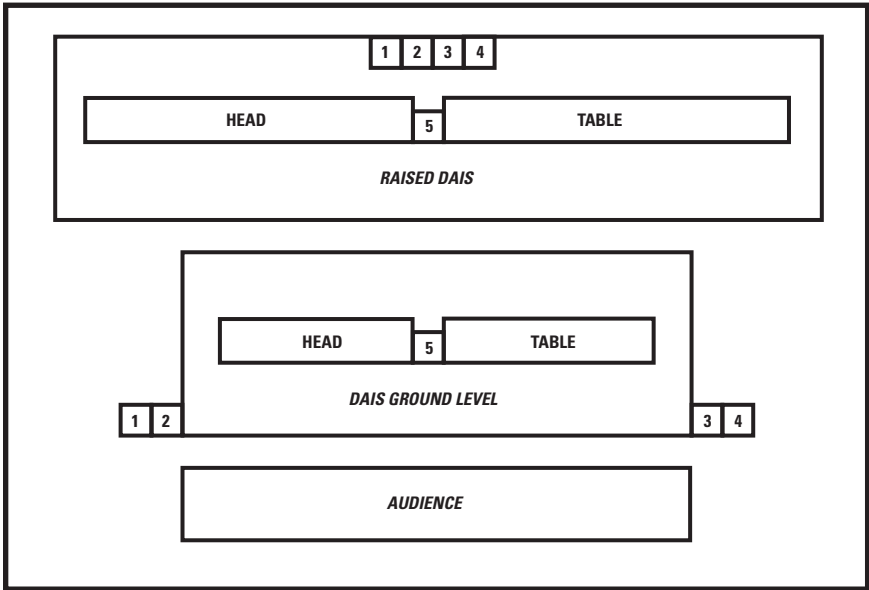 1 2 3 4
HEAD 5 TABLE
RAISED DAIS
HEAD 5 TABLE
DAIS GROUND LEVEL
1 2 3 4
AUDIENCE